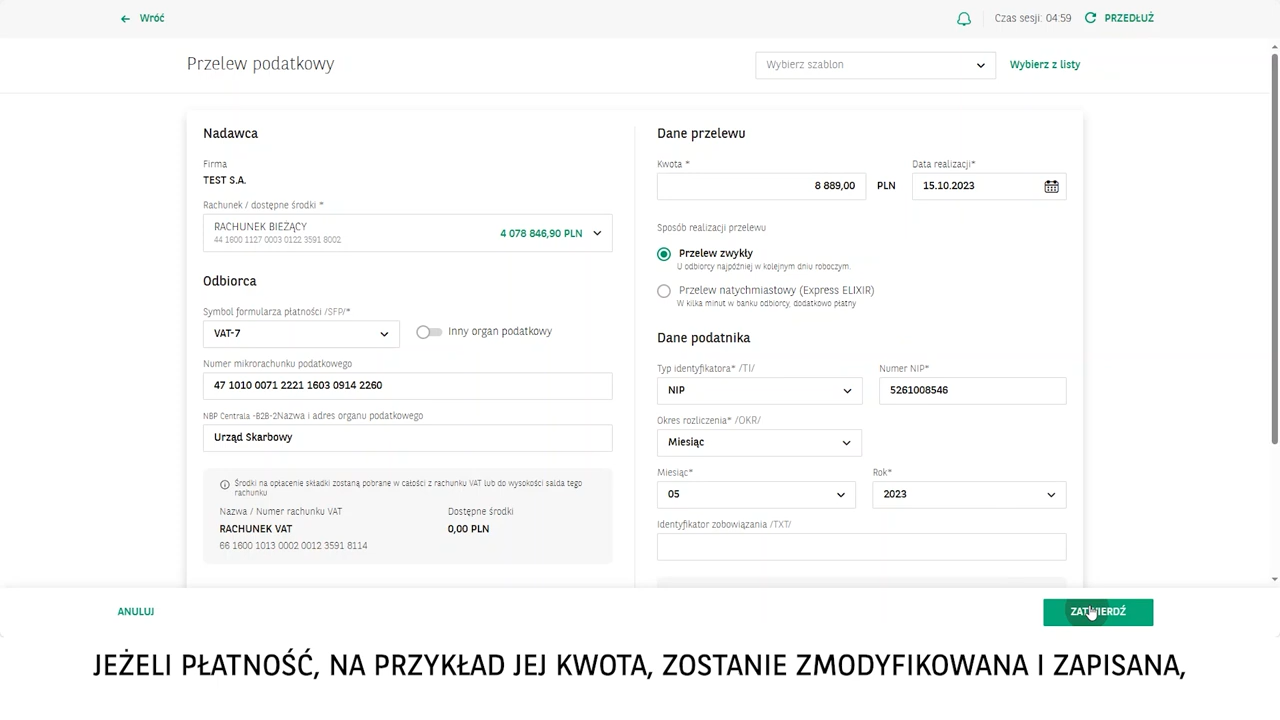 Wróć
Czas sesji: 04:59 PRZEDŁUŻ
Przelew podatkowy
Wybierz szablon
Wybierz z listy
Nadawca
Firma
TEST S.A.
Rachunek / dostępne środki *
RACHUNEK BIEŻĄCY
44 1600 1127 0003 0122 3591 8002
4 078 846,90 PLN
Odbiorca
Symbol formularza płatności /SFP/*
VAT-7
Inny organ podatkowy
Numer mikrorachunku podatkowego
47 1010 0071 2221 1603 0914 2260
NBP Centrala -B2B-2Nazwa i adres organu podatkowego
Urząd Skarbowy
Środki na opłacenie składki zostaną pobrane w całości z rachunku VAT lub do wysokości salda tego
rachunku
Nazwa / Numer rachunku VAT
Dostępne środki
RACHUNEK VAT
0,00 PLN
66 1600 1013 0002 0012 3591 8114
Dane przelewu
Kwota *
Data realizacji*
8 889,00 PLN
15.10.2023
Sposób realizacji przelewu
Przelew zwykły
U odbiorcy najpóźniej w kolejnym dniu roboczym.
Przelew natychmiastowy (Express ELIXIR)
W kilka minut w banku odbiorcy, dodatkowo płatny
Dane podatnika
Typ identyfikatora* /TI/
Numer NIP*
NIP
5261008546
Okres rozliczenia* /OKR/
Miesiąc
Miesiąc*
Rok*
05
2023
Identyfikator zobowiązania /TXT/
ANULUJ
ZATWIERDŹ
JEŻELI PŁATNOŚĆ, NA PRZYKŁAD JEJ KWOTA, ZOSTANIE ZMODYFIKOWANA I ZAPISANA,